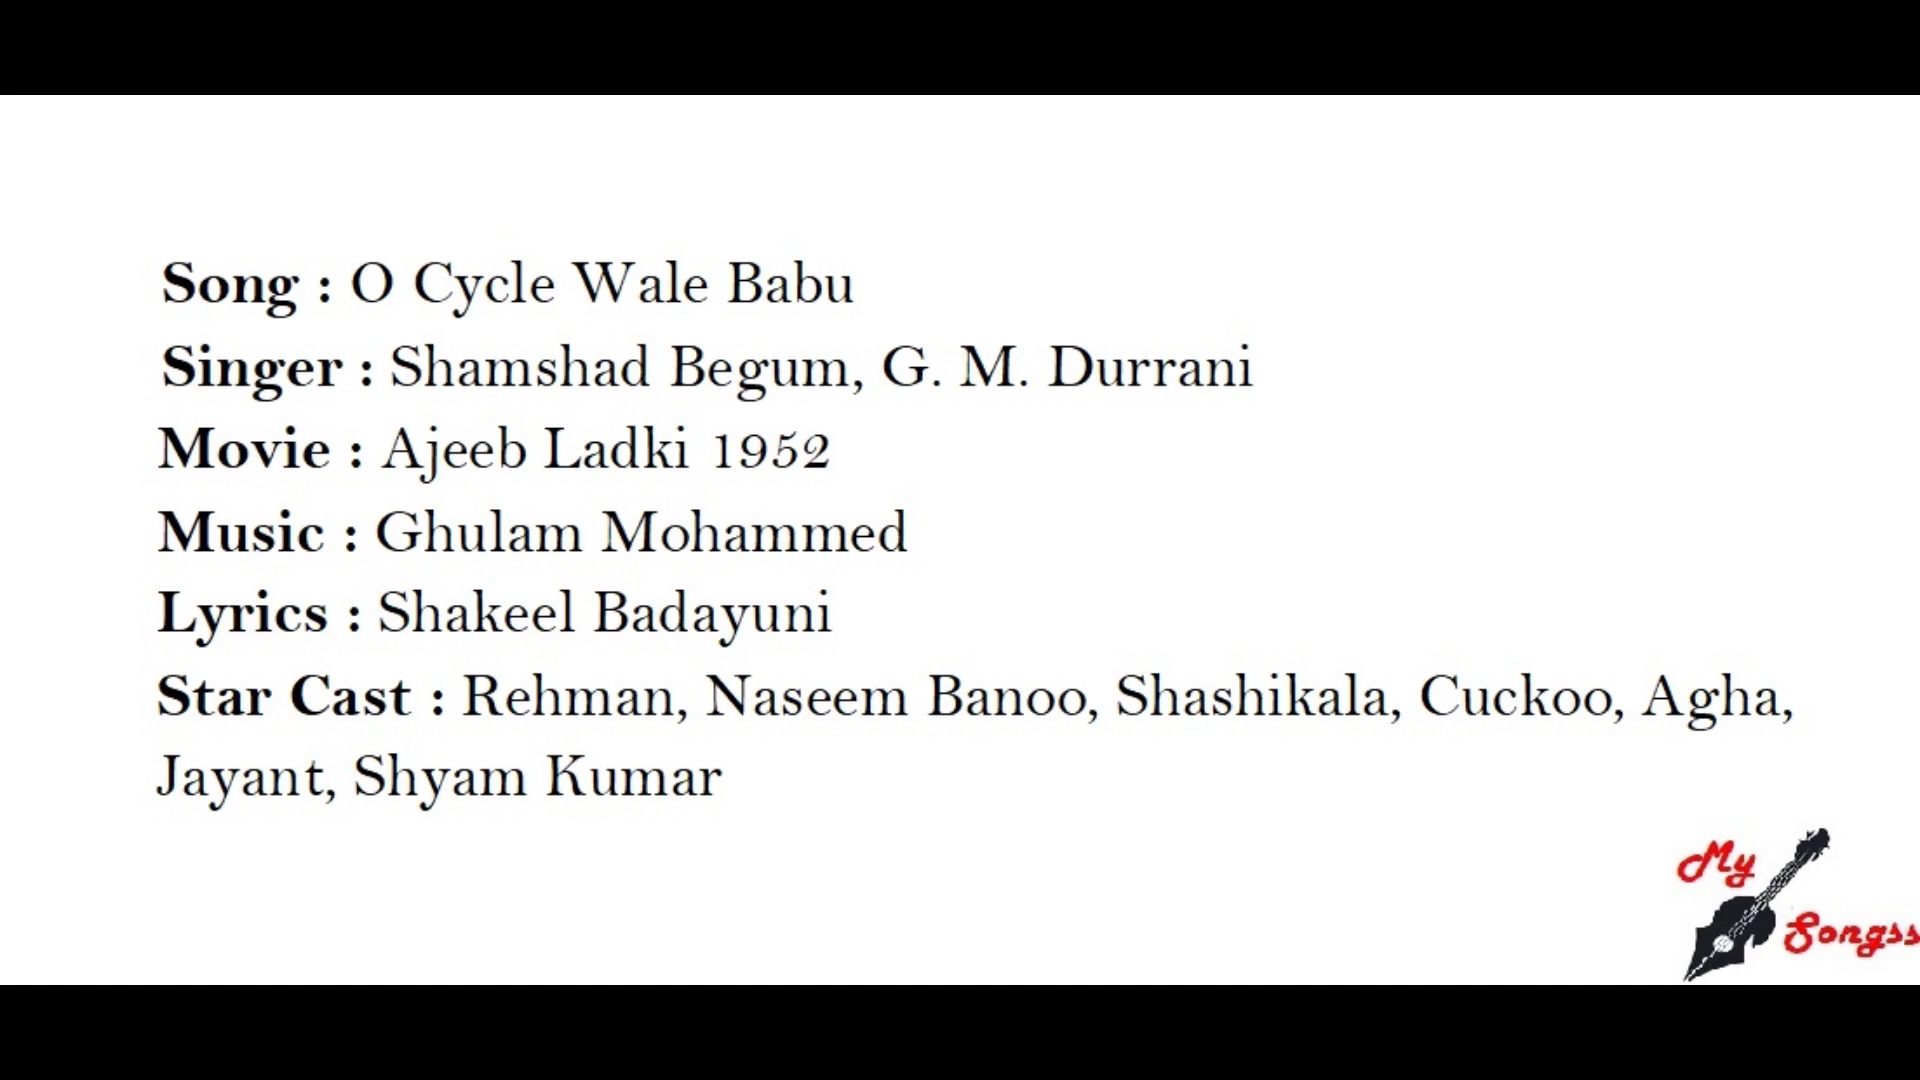 Song : O Cycle Wale Babu
Singer : Shamshad Begum, G. M. Durrani
Movie : Ajeeb Ladki 1952
Music : Ghulam Mohammed
Lyrics : Shakeel Badayuni
Star Cast : Rehman, Naseem Banoo, Shashikala, Cuckoo, Agha,
Jayant, Shyam Kumar
My
Songss